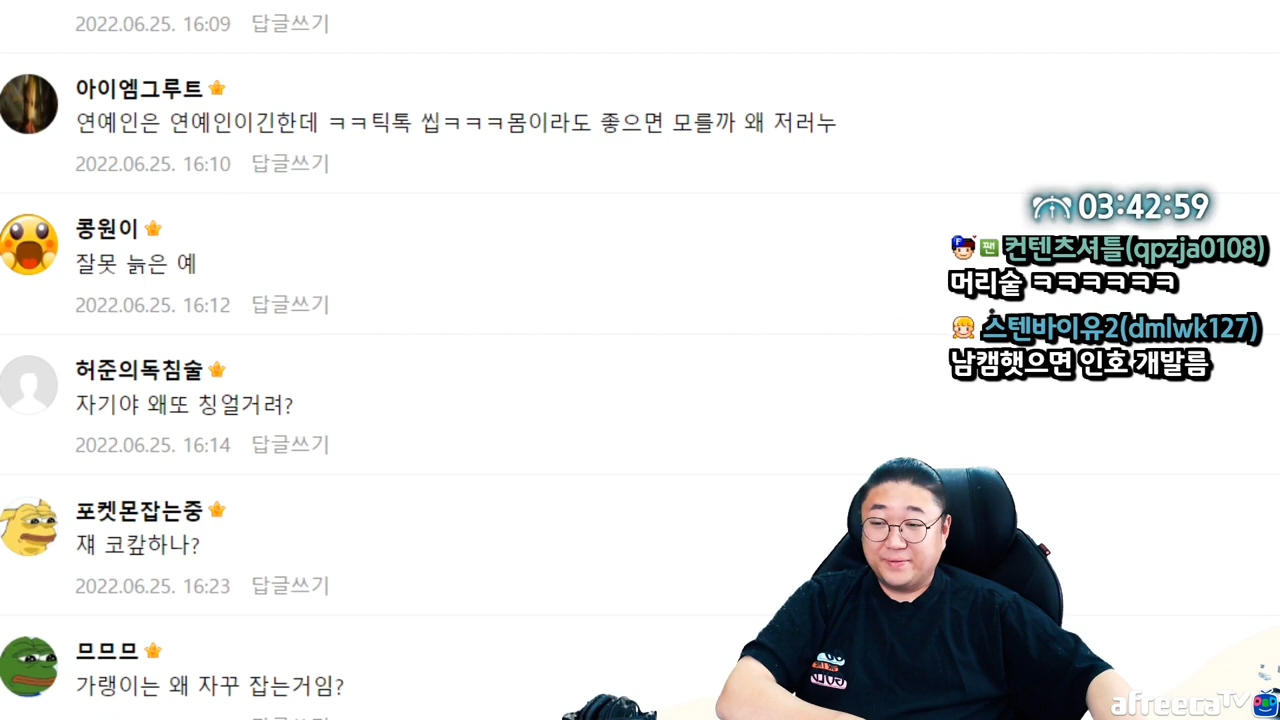 2022.06.25. 16:09 답글쓰기
아이엠그루트
연예인은 연예인이긴한데 ㅋㅋ틱톡 씹ㅋㅋㅋ몸이라도 좋으면 모를까 왜 저러누
2022.06.25. 16:10 답글쓰기
콩원이
잘못 늙은 예
2022.06.25. 16:12 답글쓰기
허준의독침술
자기야 왜또 칭얼거려?
2022.06.25. 16:14 답글쓰기
포켓몬잡는중
쟤 코캎하나?
2022.06.25. 16:23 답글쓰기
므므므
가랭이는 왜 자꾸 잡는거임?
03:42:59
팬 컨텐츠셔틀(qpzja0108)
머리숱 ㅋㅋㅋㅋㅋㅋ
스텐바이유2(dmlwk127)
남캠햇으면 인호 개발름
afreecaTV